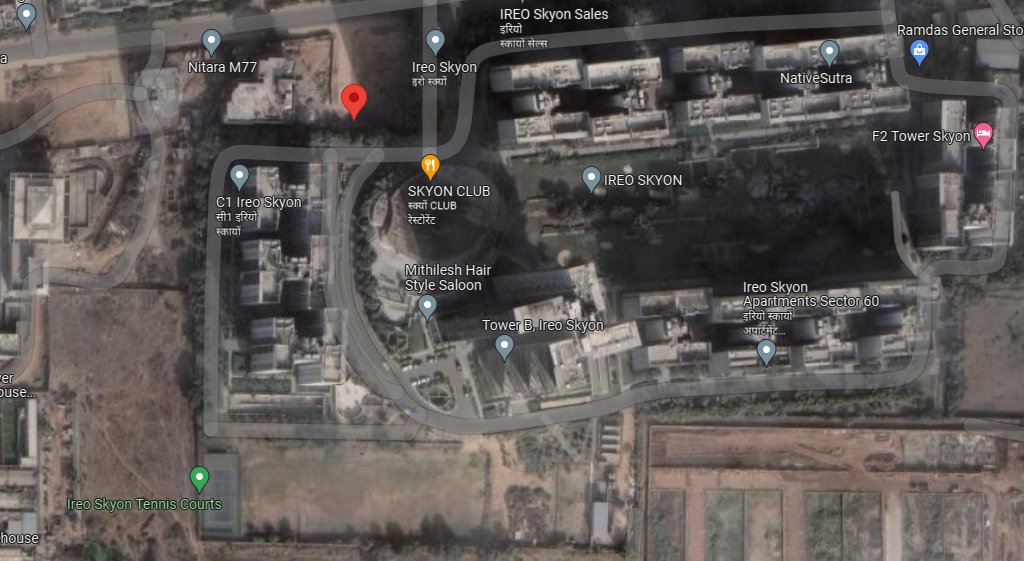 IREO Skyon Sales
इरियो
स्कायों सेल्स
Ramdas General Sto
a
Nitara M77
Ireo Skyon
इरो स्क्यों
NativeSutra
F2 Tower Skyon
SKYON CLUB
स्क्यों CLUB
रेस्टोरेंट
IREO SKYON
C1 Ireo Skyon
सी1 इरियो
स्कायों
Mithilesh Hair
Style Saloon
Ireo Skyon
Apartments Sector 60
इरियो स्कायों
अपार्टमेंट...
Tower B, Ireo Skyon
ver
ouse...
Ireo Skyon Tennis Courts
house